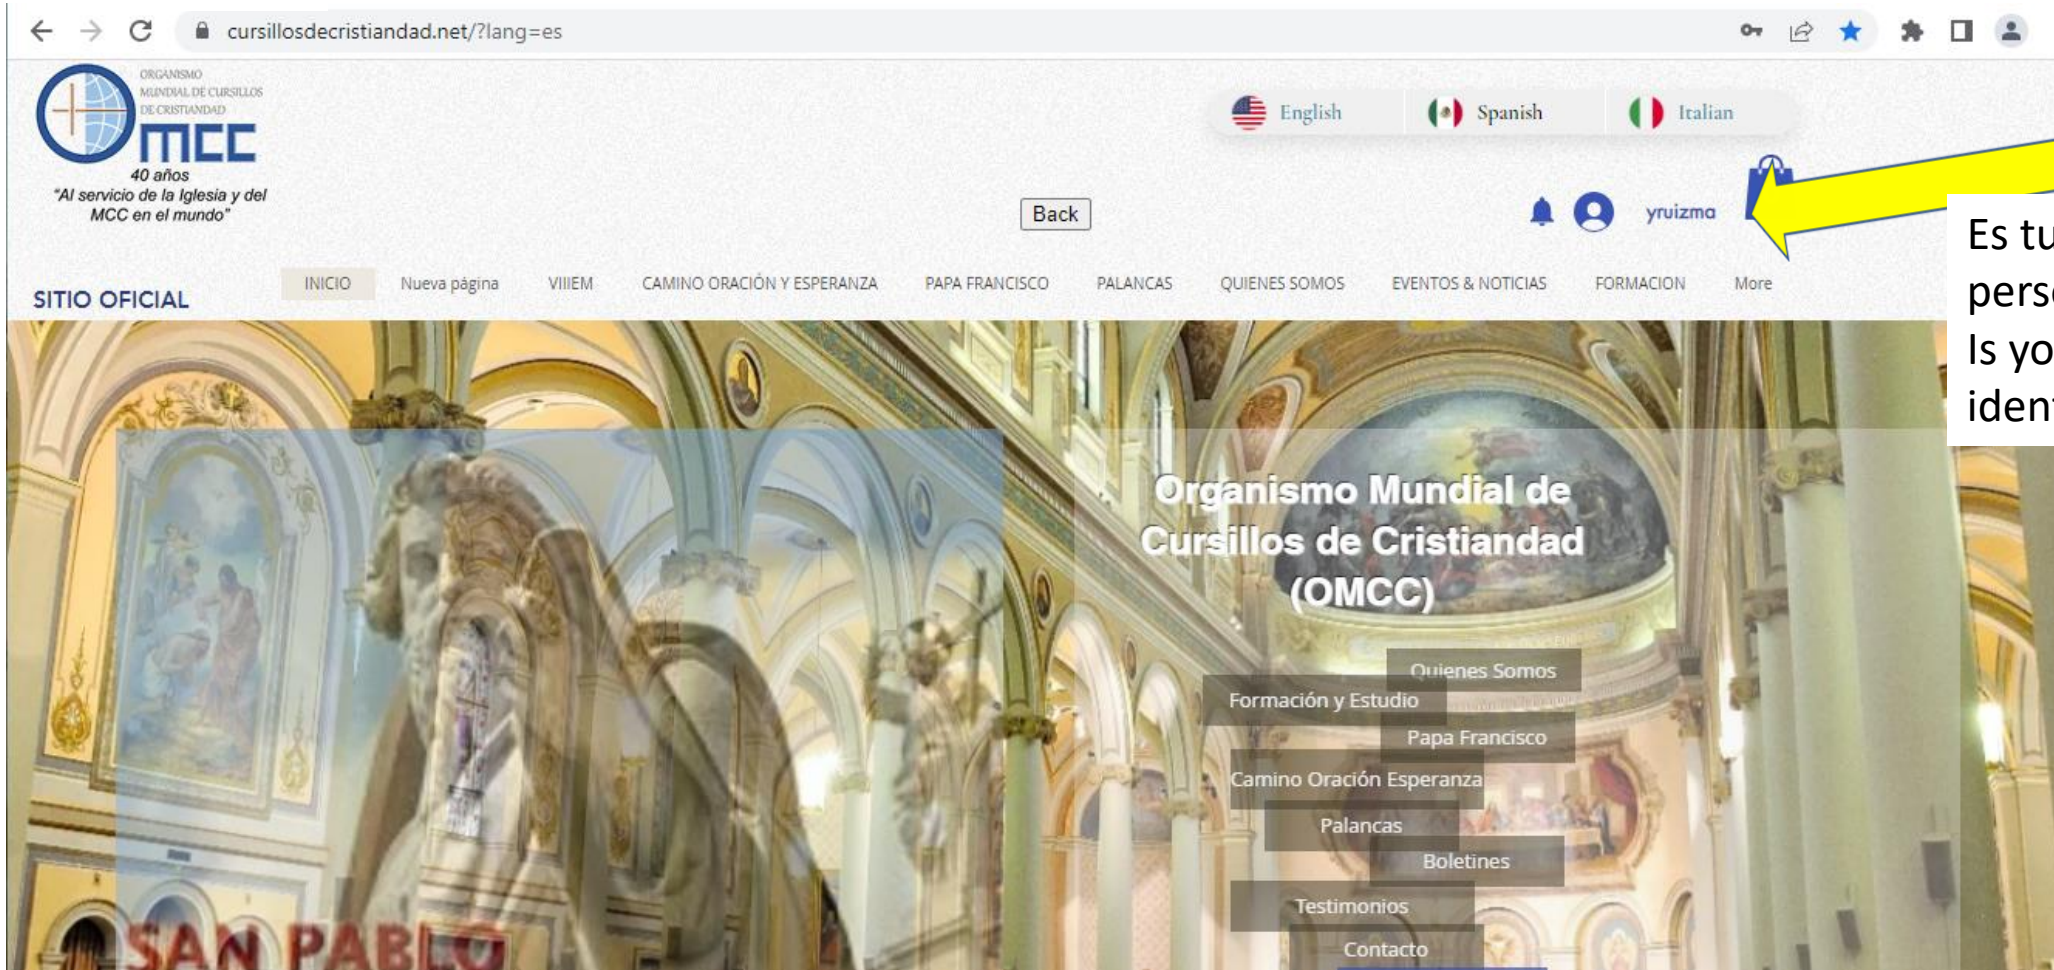 cursillosdecristiandad.net/?lang=es
ORGANISMO
MUNDIAL DE CURSILLOS
DE CRISTIANDAD
OMCC
40 años
"Al servicio de la Iglesia y del
MCC en el mundo"
English Spanish Italian
Back
yruizma
Es tu
Is
SITIO OFICIAL
INICIO Nueva página VIIIEM CAMINO ORACIÓN Y ESPERANZA PAPA FRANCISCO PALANCAS QUIENES SOMOS EVENTOS & NOTICIAS FORMACION More
Organismo Mundial de
Cursillos de Cristiandad
(OMCC)
Quienes Somos
Formación y Estudio
Papa Francisco
Camino Oración Esperanza
Palancas
Boletines
Testimonios
Contacto
SAN PABLO